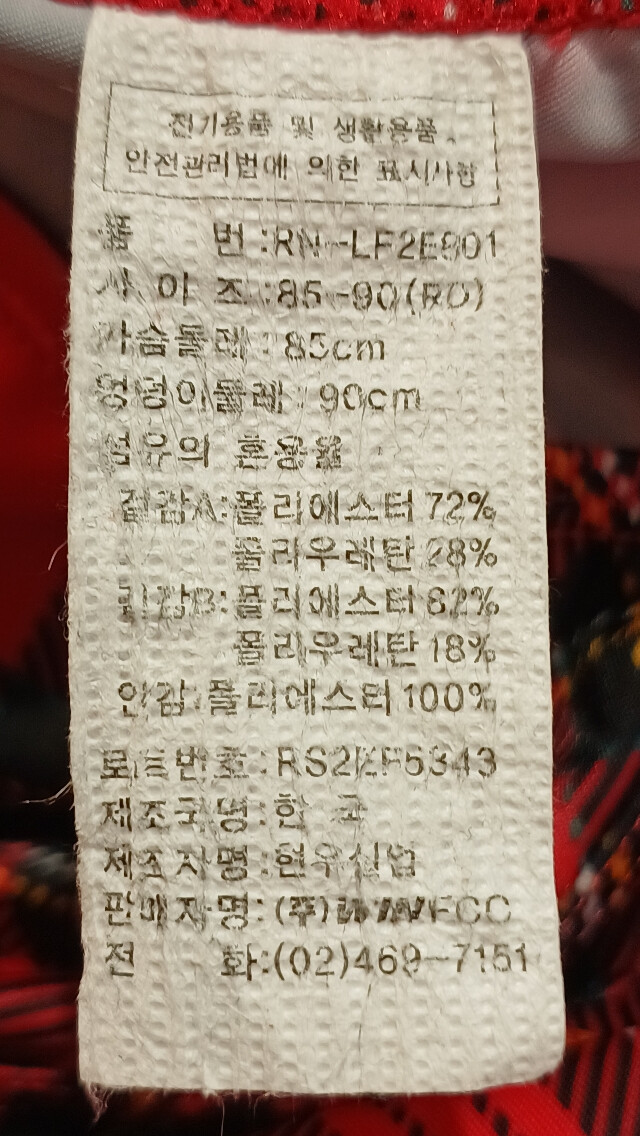 전기용품 및 생활용품
안전관리법에 의한 표시사항
품 번:RN-LF2E901
사 이 즈:85-90(RO)
가슴둘레:85cm
엉덩이둘레:90cm
섬유의 혼용율
겉감A:폴리에스터 72%
폴리우레탄 28%
겉감B:폴리에스터 82%
폴리우레탄 18%
안감:폴리에스터 100%
로트번호:RS2EF5343
제조국명:한 국
제조자명:현우실업
판매자명:(주)
전 화:(02)469-7151